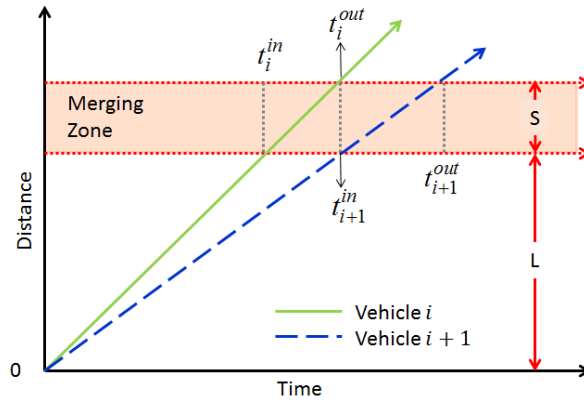 t_i^{out}
t_i^{in}
Merging
Zone
S
t_{i+1}^{in}
t_{i+1}^{out}
Distance
L
Vehicle i
Vehicle i + 1
0
Time